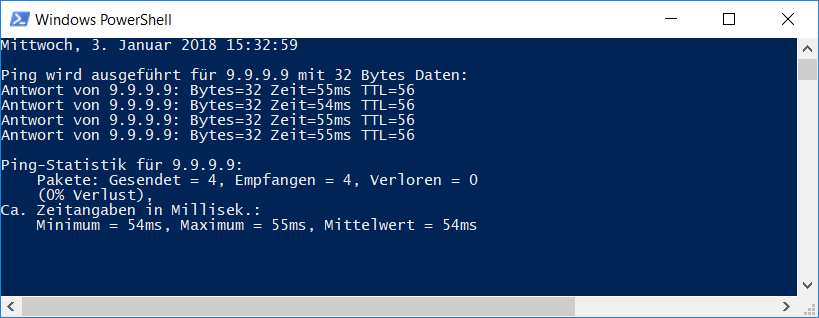 Windows PowerShell
Mittwoch, 3. Januar 2018 15:32:59
Ping wird ausgeführt für 9.9.9.9 mit 32 Bytes Daten:
Antwort von 9.9.9.9: Bytes=32 Zeit=55ms TTL=56
Antwort von 9.9.9.9: Bytes=32 Zeit=54ms TTL=56
Antwort von 9.9.9.9: Bytes=32 Zeit=55ms TTL=56
Antwort von 9.9.9.9: Bytes=32 Zeit=55ms TTL=56
Ping-Statistik für 9.9.9.9:
    Pakete: Gesendet = 4, Empfangen = 4, Verloren = 0
    (0% Verlust),
Ca. Zeitangaben in Millisek.:
    Minimum = 54ms, Maximum = 55ms, Mittelwert = 54ms